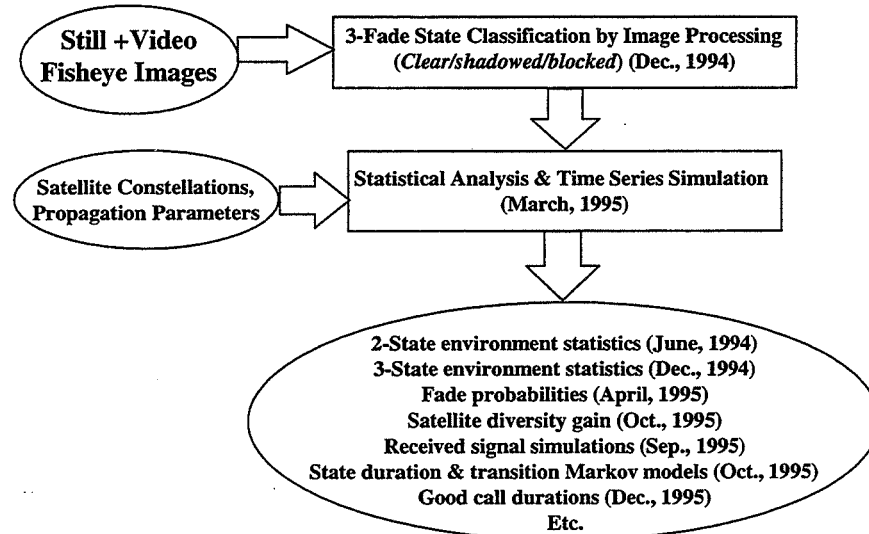 Still +Video
Fisheye Images
3-Fade State Classification by Image Processing
(Clear/shadowed/blocked) (Dec., 1994)
Satellite Constellations,
Propagation Parameters
Statistical Analysis & Time Series Simulation
(March, 1995)
2-State environment statistics (June, 1994)
3-State environment statistics (Dec., 1994)
Fade probabilities (April, 1995)
Satellite diversity gain (Oct., 1995)
Received signal simulations (Sep., 1995)
State duration & transition Markov models (Oct., 1995)
Good call durations (Dec., 1995)
Etc.